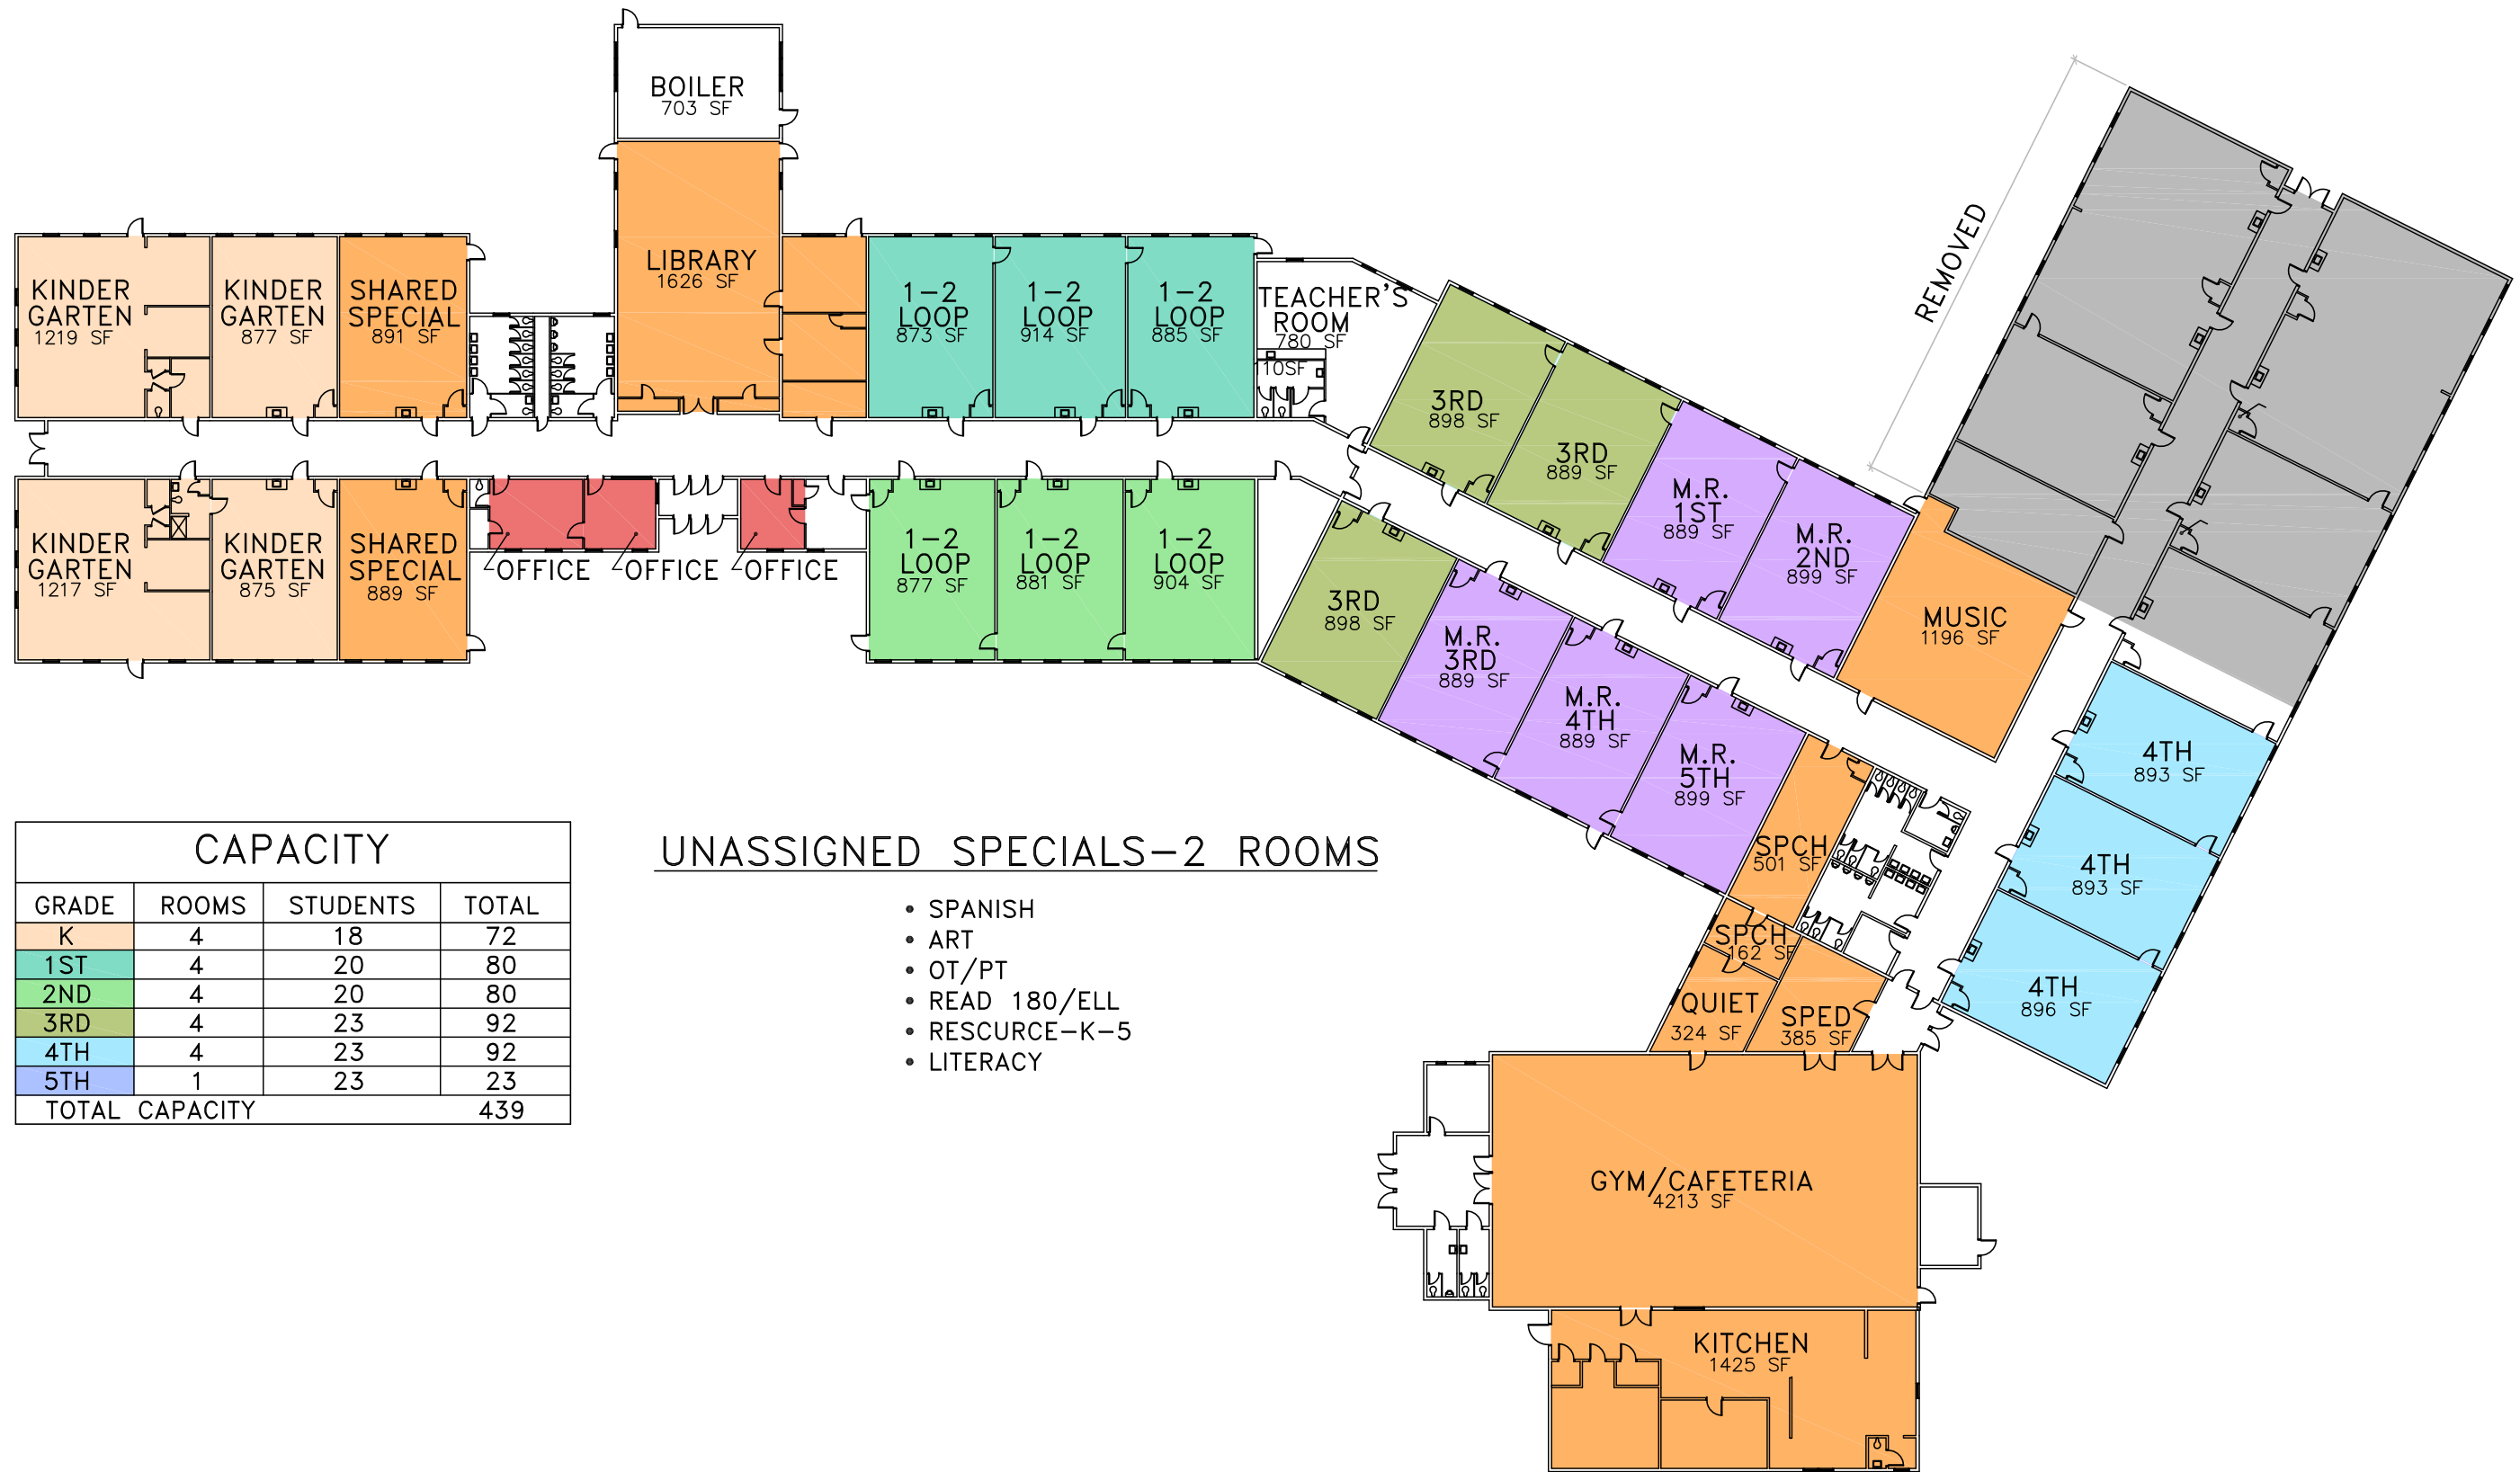 BOILER
703 SF
LIBRARY
1626 SF
REMOVED
KINDER
GARTEN
1219 SF
KINDER
GARTEN
877 SF
SHARED
SPECIAL
891 SF
1-2
LOOP
873 SF
1-2
LOOP
914 SF
1-2
LOOP
885 SF
TEACHER'S
ROOM
780 SF
110SF
3RD
898 SF
3RD
889 SF
M.R.
1ST
889 SF
M.R.
2ND
899 SF
MUSIC
1196 SF
KINDER
GARTEN
1217 SF
KINDER
GARTEN
875 SF
SHARED
SPECIAL
889 SF
OFFICE
OFFICE
OFFICE
1-2
LOOP
877 SF
1-2
LOOP
881 SF
1-2
LOOP
904 SF
3RD
898 SF
M.R.
3RD
889 SF
M.R.
4TH
889 SF
M.R.
5TH
899 SF
SPCH
501 SF
SPCH
162 SF
QUIET
324 SF
SPED
385 SF
4TH
893 SF
4TH
893 SF
4TH
896 SF
GYM/CAFETERIA
4213 SF
KITCHEN
1425 SF
CAPACITY
GRADE ROOMS STUDENTS TOTAL
K 4 18 72
1ST 4 20 80
2ND 4 20 80
3RD 4 23 92
4TH 4 23 92
5TH 1 23 23
TOTAL CAPACITY 439
UNASSIGNED SPECIALS-2 ROOMS
• SPANISH
• ART
• OT/PT
• READ 180/ELL
• RESCURCE-K-5
• LITERACY